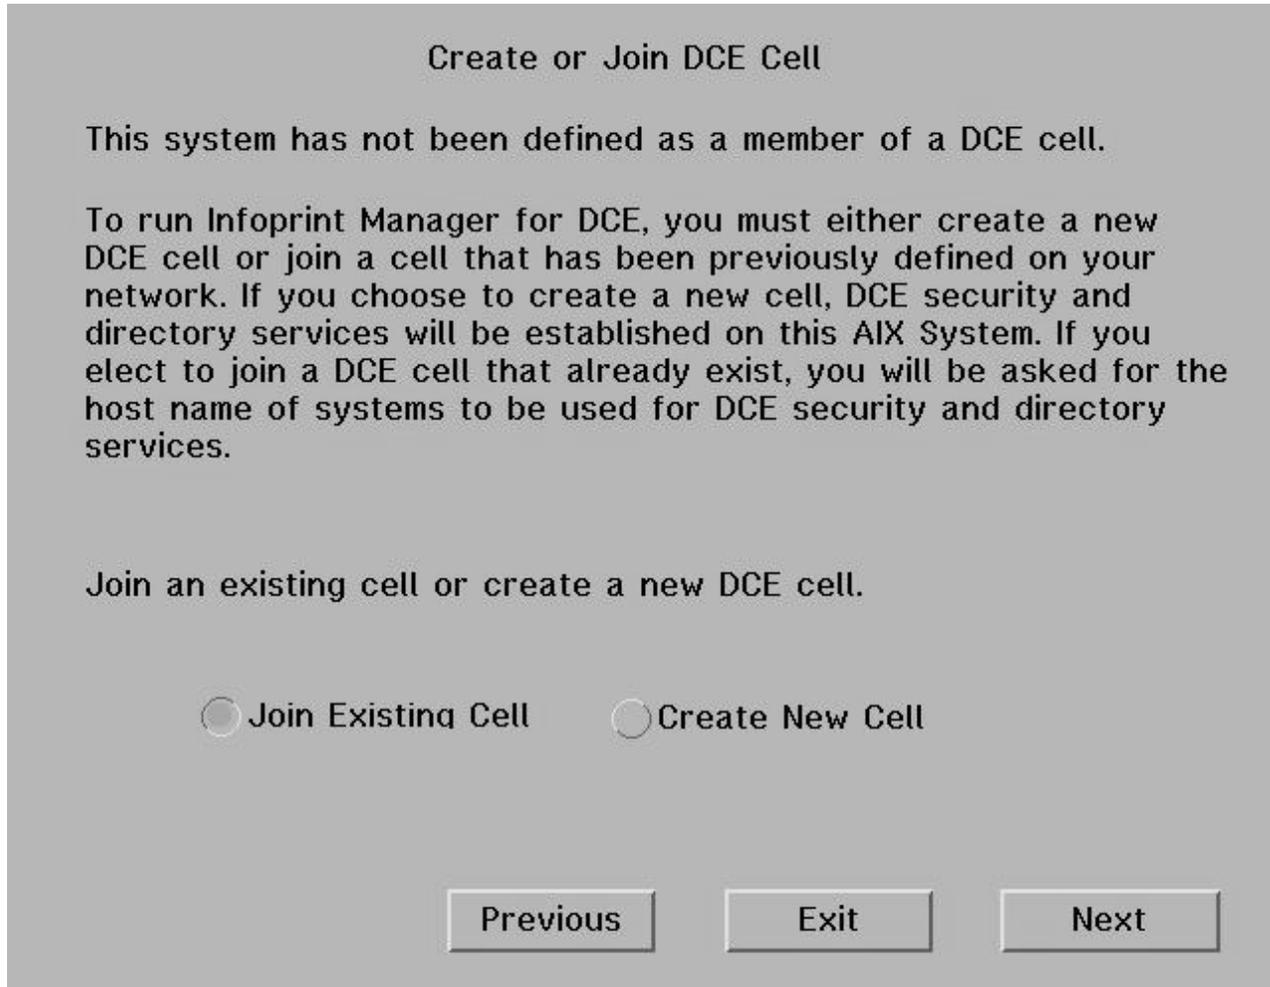 Create or Join DCE Cell
This system has not been defined as a member of a DCE cell.
To run Infoprint Manager for DCE, you must either create a new
DCE cell or join a cell that has been previously defined on your
network. If you choose to create a new cell, DCE security and
directory services will be established on this AIX System. If you
elect to join a DCE cell that already exist, you will be asked for the
host name of systems to be used for DCE security and directory
services.
Join an existing cell or create a new DCE cell.
Join Existing Cell Create New Cell
Previous Exit Next